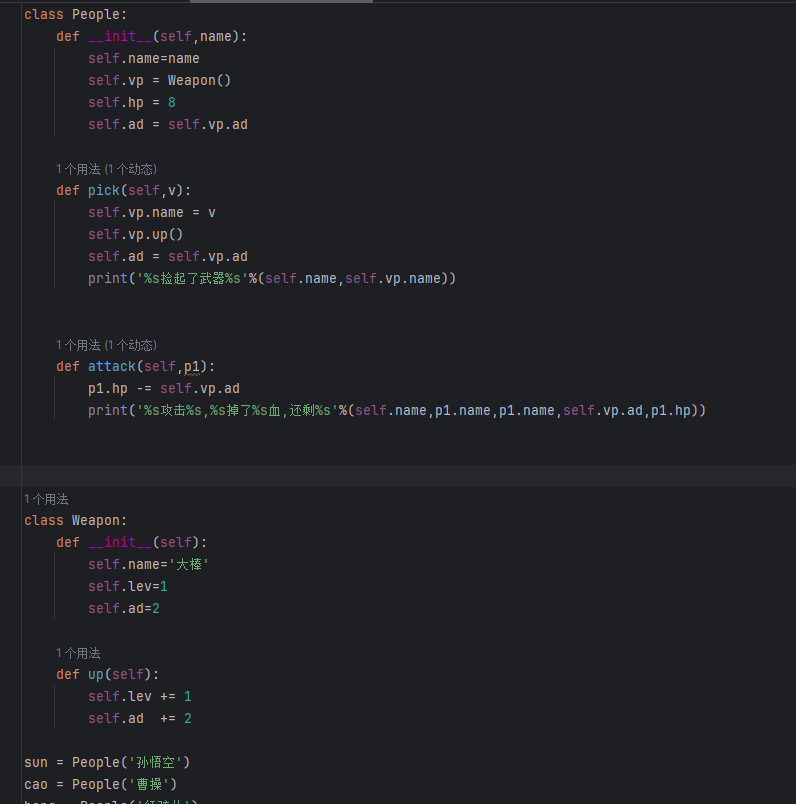 class People:
    def __init__(self,name):
        self.name=name
        self.vp = Weapon()
        self.hp = 8
        self.ad = self.vp.ad
    1个用法 (1个动态)
    def pick(self,v):
        self.vp.name = v
        self.vp.up()
        self.ad = self.vp.ad
        print('%s捡起了武器%s'%(self.name,self.vp.name))
    1个用法 (1个动态)
    def attack(self,p1):
        p1.hp -= self.vp.ad
        print('%s攻击%s,%s掉了%s血,还剩%s'%(self.name,p1.name,p1.name,self.vp.ad,p1.hp))
1个用法
class Weapon:
    def __init__(self):
        self.name='大棒'
        self.lev=1
        self.ad=2
    1个用法
    def up(self):
        self.lev += 1
        self.ad  += 2
sun = People('孙悟空')
cao = People('曹操')